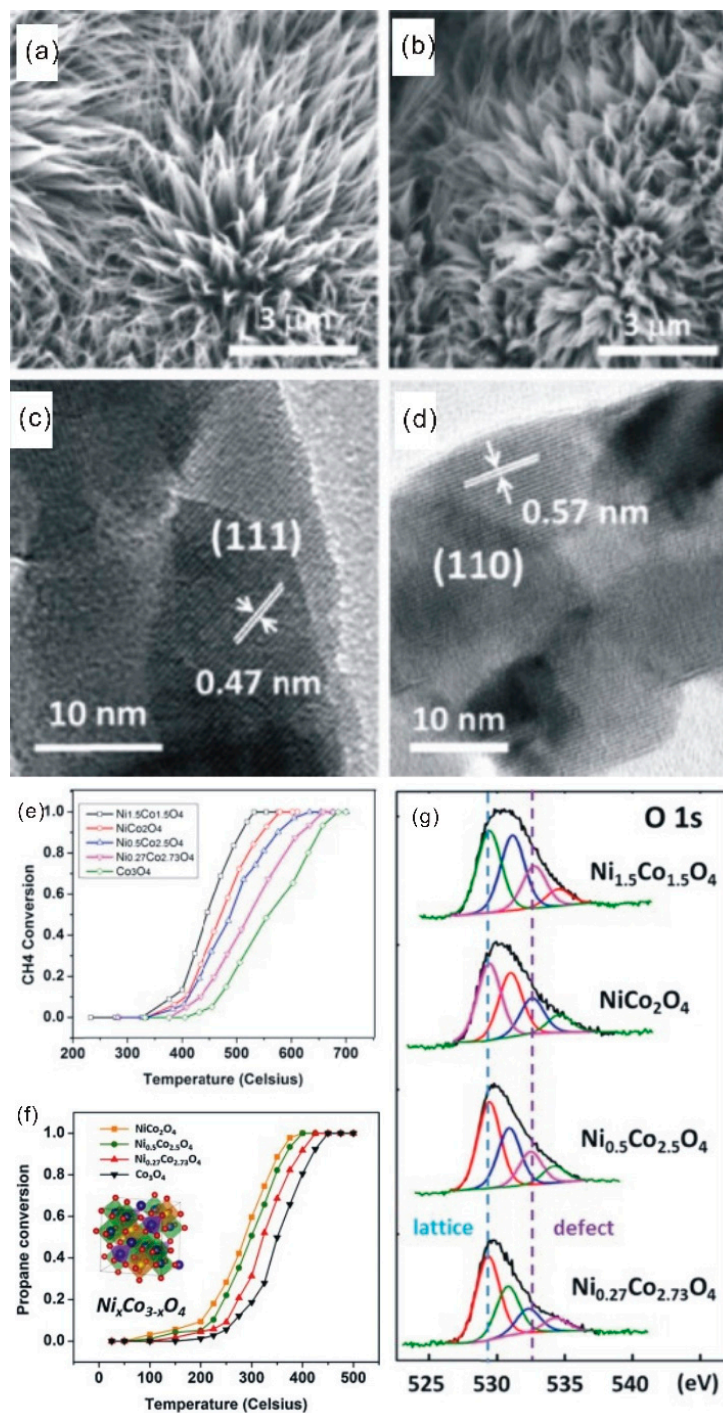 (a)
3 μm
(b)
3 μm
(c)
(111)
0.47 nm
10 nm
(d)
0.57 nm
(110)
10 nm
(e)
Ni1.5Co1.5O4
NiCo2O4
Ni0.5Co2.5O4
Ni0.27Co2.73O4
Co3O4
CH4 Conversion
1.0
0.8
0.6
0.4
0.2
0.0
200 300 400 500 600 700
Temperature (Celsius)
(f)
NiCo₂O₄
Ni₀.₅Co₂.₅O₄
Ni₀.₂₇Co₂.₇₃O₄
Co₃O₄
NiₓCo₃₋ₓO₄
Propane conversion
1.0
0.8
0.6
0.4
0.2
0.0
0 100 200 300 400 500
Temperature (Celsius)
(g)
O 1s
Ni₁.₅Co₁.₅O₄
NiCo₂O₄
Ni₀.₅Co₂.₅O₄
lattice
defect
Ni₀.₂₇Co₂.₇₃O₄
525 530 535 540 (eV)